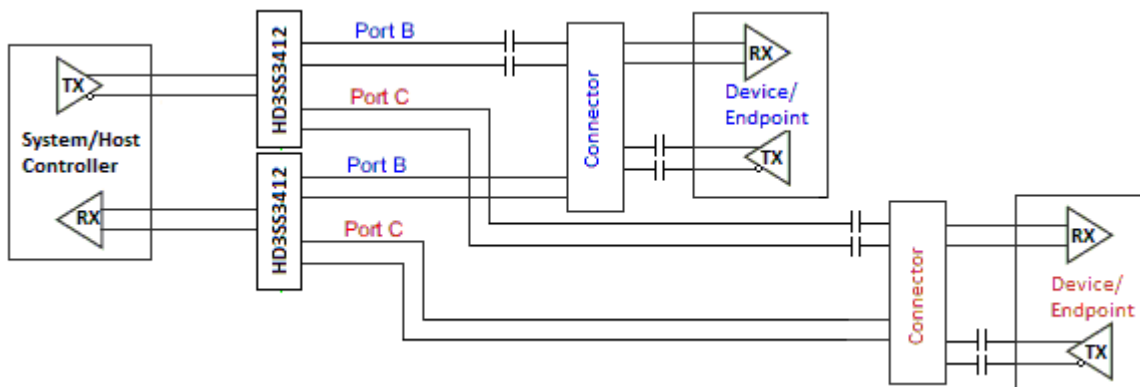 TX
System/Host
Controller
RX
HD3SS3412
HD3SS3412
Port B
Port C
Port B
Port C
Connector
RX
Device/
Endpoint
TX
Connector
RX
Device/
Endpoint
TX